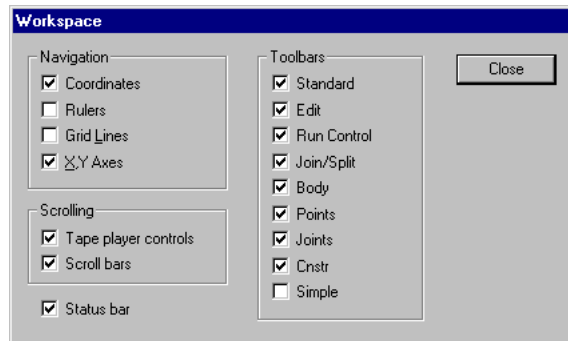 Workspace
Navigation
Coordinates
Rulers
Grid Lines
X,Y Axes
Scrolling
Tape player controls
Scroll bars
Status bar
Toolbars
Standard
Edit
Run Control
Join/Split
Body
Points
Joints
Cnstr
Simple
Close